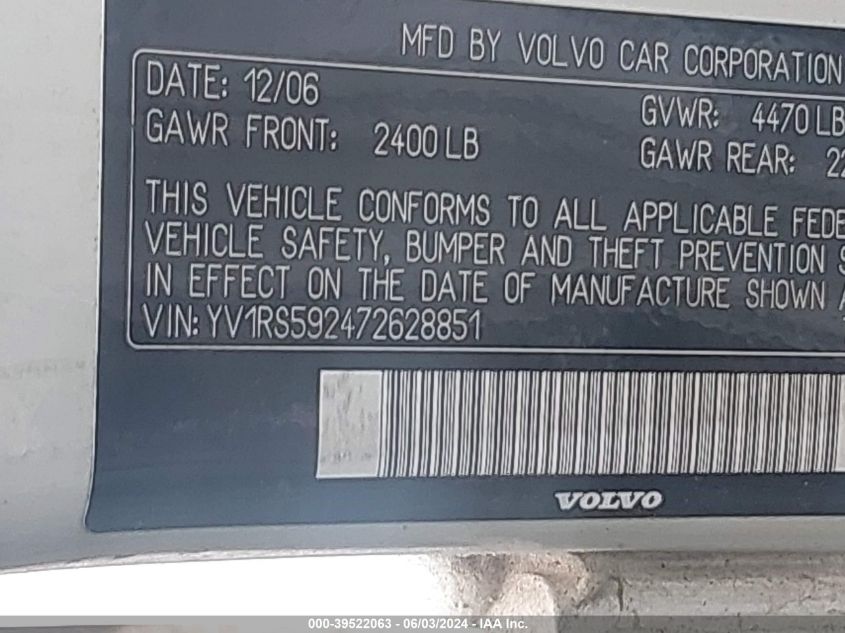 MFD BY VOLVO CAR CORPORATION
DATE: 12/06
GVWR: 4470 LB
GAWR FRONT: 2400 LB
GAWR REAR: 22
THIS VEHICLE CONFORMS TO ALL APPLICABLE FEDE
VEHICLE SAFETY, BUMPER AND THEFT PREVENTION S
IN EFFECT ON THE DATE OF MANUFACTURE SHOWN A
VIN: YV1RS592472628851
VOLVO
000-39522063 - 06/03/2024 - IAA Inc.